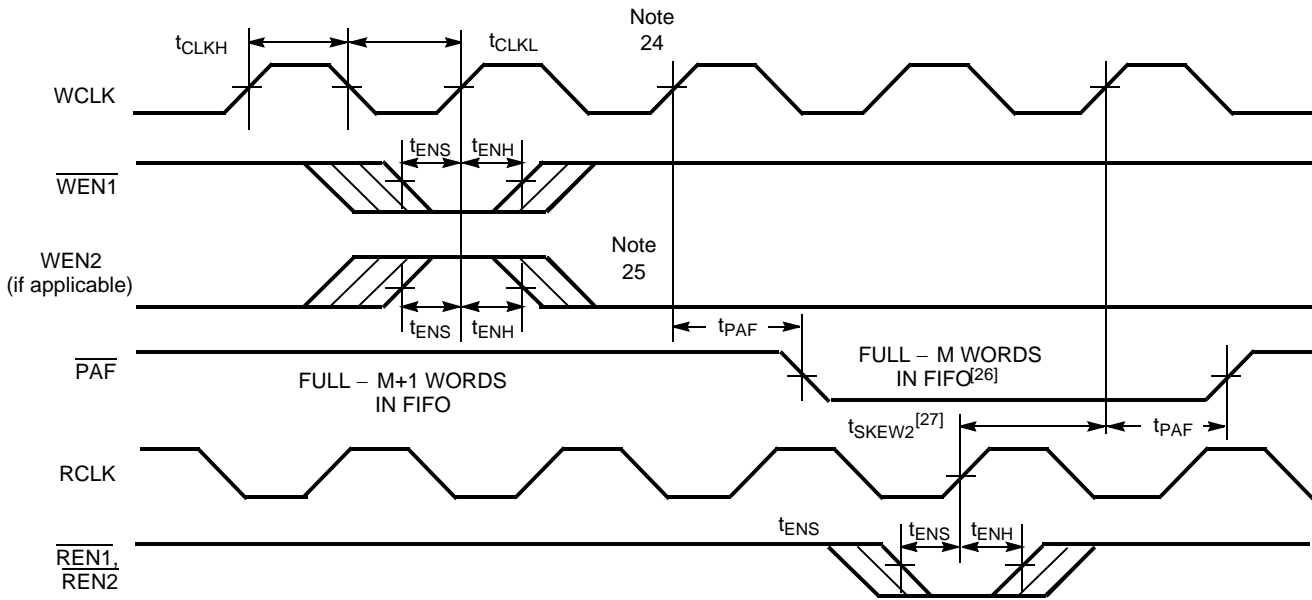 Note
24
tCLKH
tCLKL
WCLK
tENS
tENH
WEN1
WEN2
(if applicable)
Note
25
tENS
tENH
tPAF
PAF
FULL – M+1 WORDS
IN FIFO
FULL – M WORDS
IN FIFO[26]
tSKEW2[27]
tPAF
RCLK
tENS
tENS
tENH
REN1,
REN2